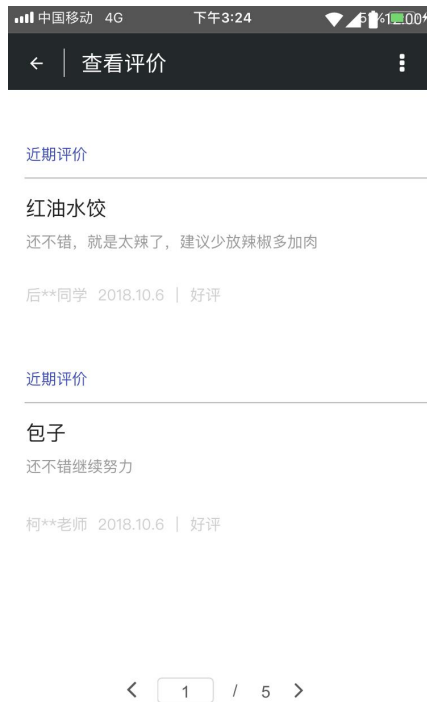 中国移动 4G 下午3:24
查看评价
近期评价
红油水饺
还不错，就是太辣了，建议少放辣椒多加肉
后**同学 2018.10.6 | 好评
近期评价
包子
还不错继续努力
柯**老师 2018.10.6 | 好评
1 / 5